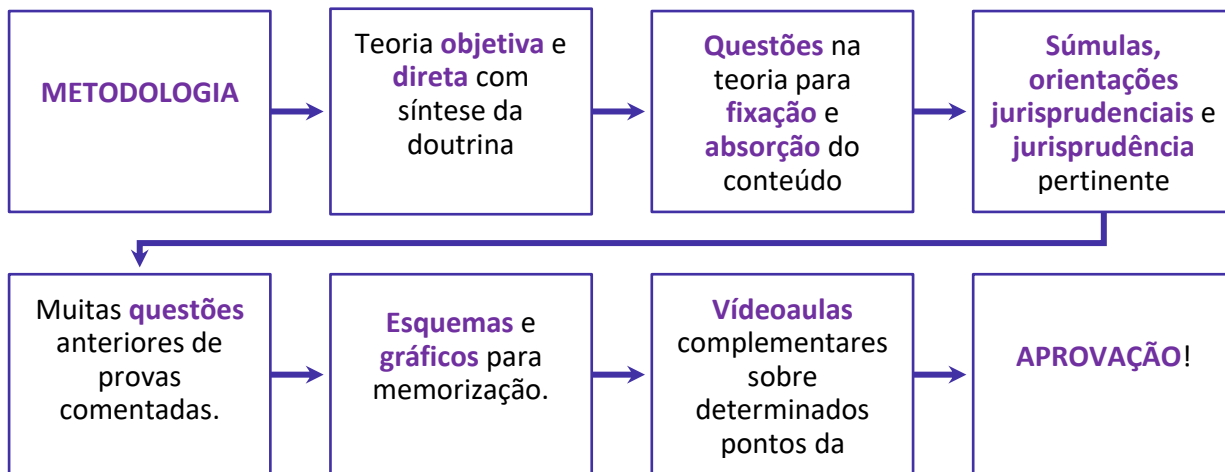 METODOLOGIA
Teoria objetiva e
direta com
síntese da
doutrina
Questões na
teoria para
fixação e
absorção do
conteúdo
Súmulas,
orientações
jurisprudenciais e
jurisprudência
pertinente
Muitas questões
anteriores de
provas
comentadas.
Esquemas e
gráficos para
memorização.
Vídeoaulas
complementares
sobre
determinados
pontos da
APROVAÇÃO!